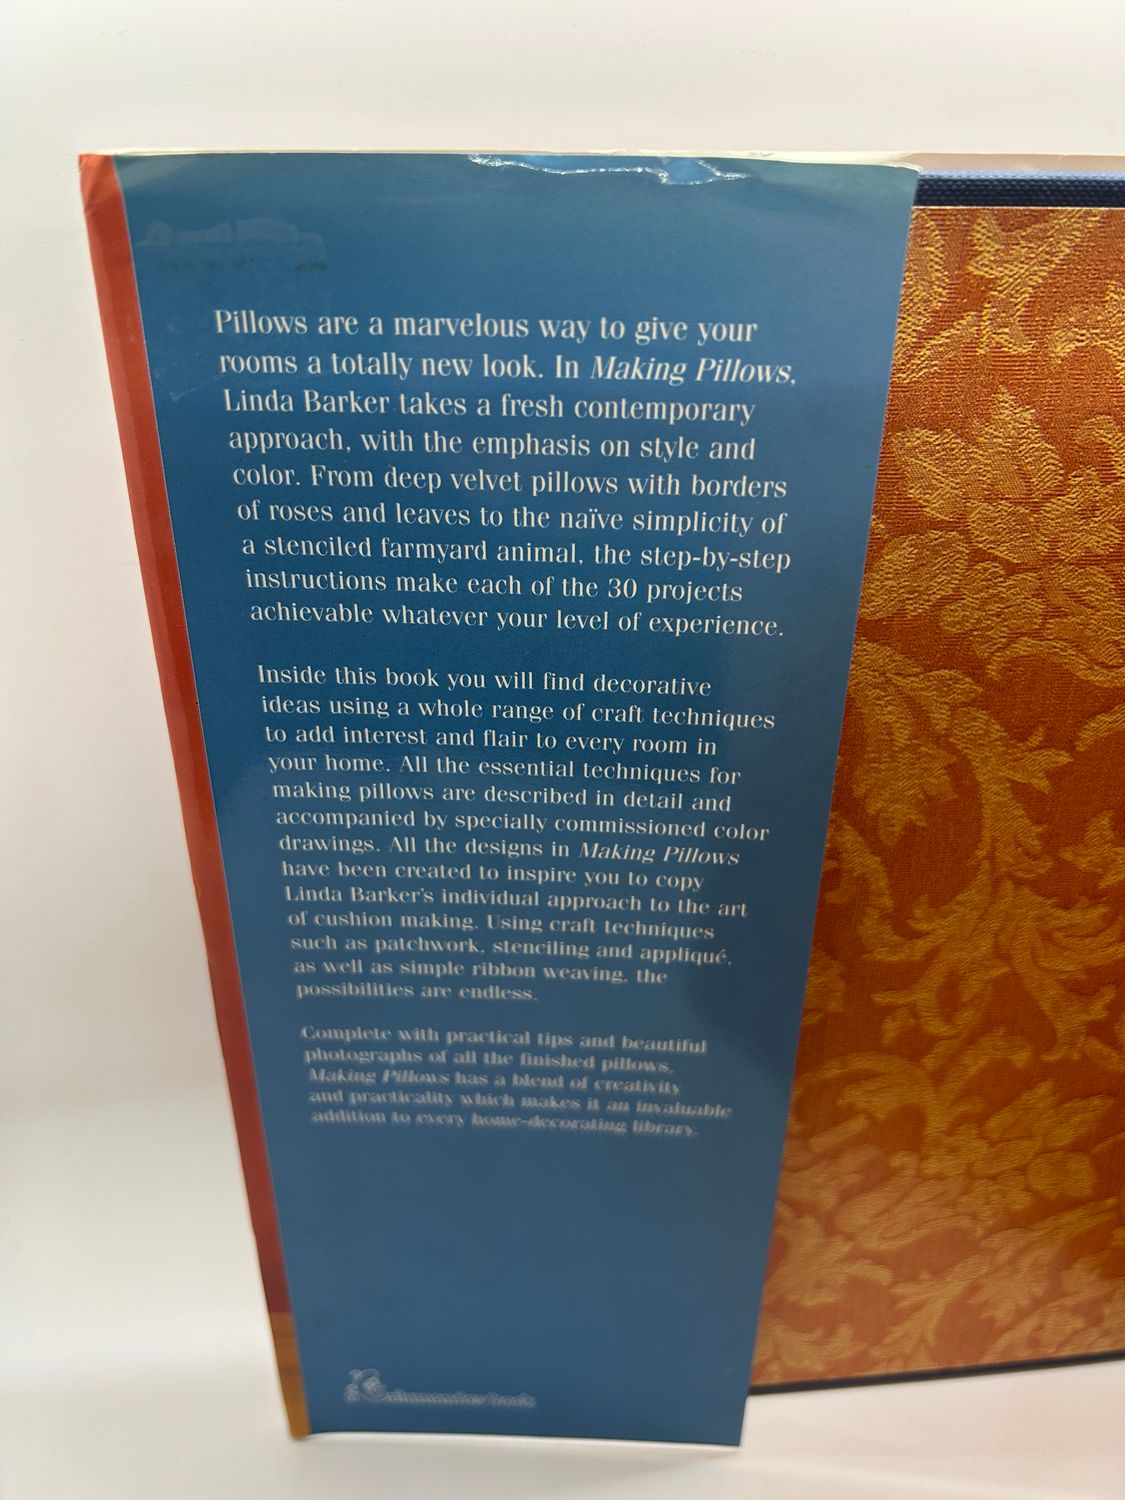 Pillows are a marvelous way to give your
rooms a totally new look. In Making Pillows,
Linda Barker takes a fresh contemporary
approach, with the emphasis on style and
color. From deep velvet pillows with borders
of roses and leaves to the naïve simplicity of
a stenciled farmyard animal, the step-by-step
instructions make each of the 30 projects
achievable whatever your level of experience.
Inside this book you will find decorative
ideas using a whole range of craft techniques
to add interest and flair to every room in
your home. All the essential techniques for
making pillows are described in detail and
accompanied by specially commissioned color
drawings. All the designs in Making Pillows
have been created to inspire you to copy
Linda Barker's individual approach to the art
of cushion making. Using craft techniques
such as patchwork, stenciling and appliqué,
as well as simple ribbon weaving, the
possibilities are endless.
Complete with practical tips and beautiful
photographs of all the finished pillows,
Making Pillows has a blend of creativity
and practicality which makes it an invaluable
addition to every home-decorating library.
book